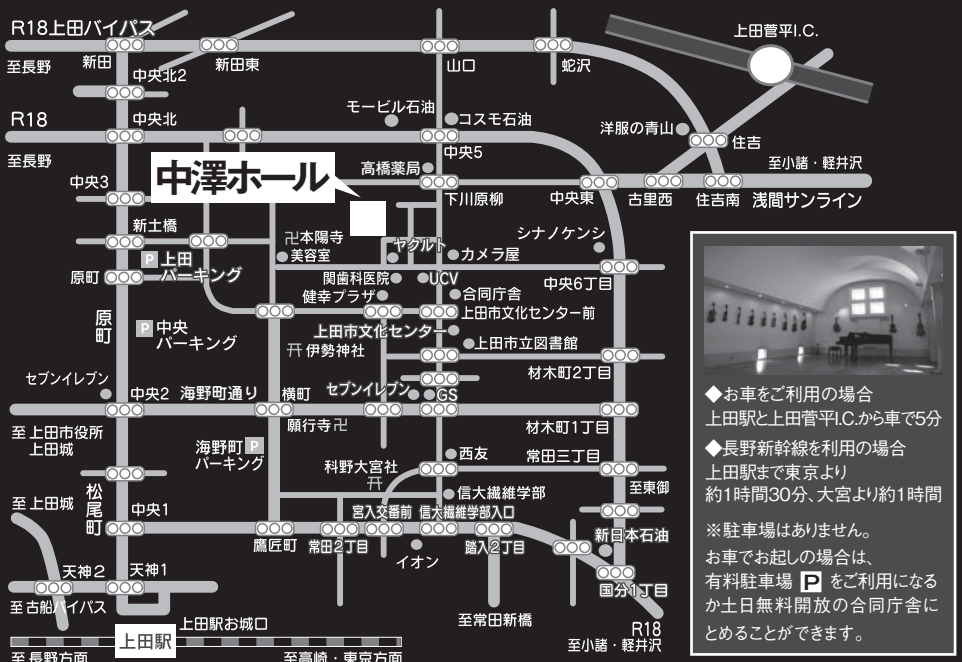 R18上田バイパス
上田菅平I.C.
至長野
新田
新田東
山口
蛇沢
中央北2
R18
中央北
モービル石油
コスモ石油
洋服の青山
住吉
至長野
中央5
至小諸・軽井沢
中澤ホール
高橋薬局
中央3
下川原柳
中央東
古里西
住吉南
浅間サンライン
新土橋
卍本陽寺
ヤクルト
シナノケンシ
P上田
パーキング
美容室
カメラ屋
原町
関歯科医院
UCV
中央6丁目
健幸プラザ
合同庁舎
原町
上田市文化センター前
P中央
パーキング
上田市文化センター
伊勢神社
上田市立図書館
材木町2丁目
セブンイレブン
中央2
海野町通り
横町
セブンイレブン
GS
至上田市役所
上田城
願行寺卍
材木町1丁目
海野町P
パーキング
西友
常田三丁目
科野大宮社
至上田城
松尾町
信大繊維学部
至東御
中央1
宮入交番前
信大繊維学部入口
鷹匠町
常田2丁目
イオン
踏入2丁目
新日本石油
天神2
天神1
国分1丁目
至古船バイパス
上田駅お城口
至常田新橋
上田駅
R18
至小諸・軽井沢
至長野方面
至高崎・東京方面
◆お車をご利用の場合
上田駅と上田菅平I.C.から車で5分
◆長野新幹線を利用の場合
上田駅まで東京より
約1時間30分、大宮より約1時間
※駐車場はありません。
お車でお起しの場合は、
有料駐車場 P をご利用になる
か土日無料開放の合同庁舎に
とめることができます。